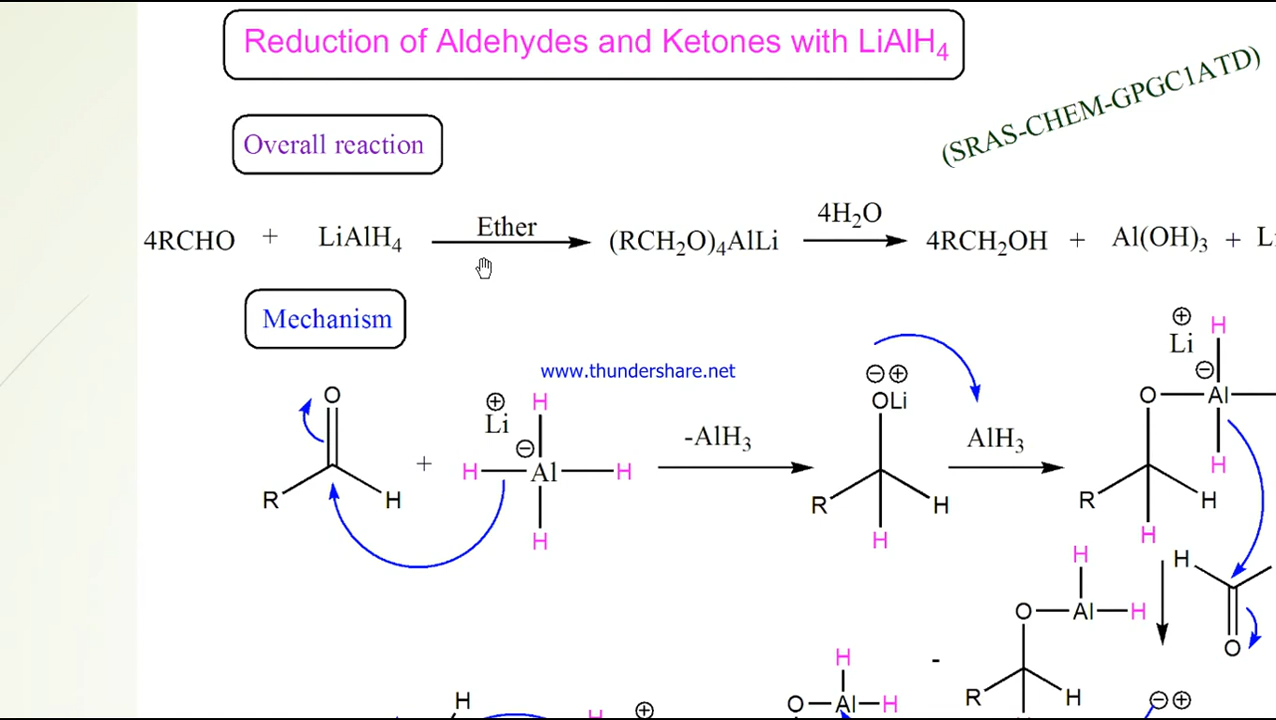 Reduction of Aldehydes and Ketones with LiAlH₄
(SRAS-CHEM-GPGC1ATD)
Overall reaction
4RCHO + LiAlH₄ Ether (RCH₂O)₄AlLi 4H₂O 4RCH₂OH + Al(OH)₃ + Li
Mechanism
www.thundershare.net
⊕ H
Li
⊖
O ⊕ H ⊖⊕ O Al
Li OLi
⊖ -AlH₃ AlH₃
+ H Al H H
R H R H R H
H H H
H H
O Al H
O
H -
O Al H R H
H ⊕ ⊖⊕
H